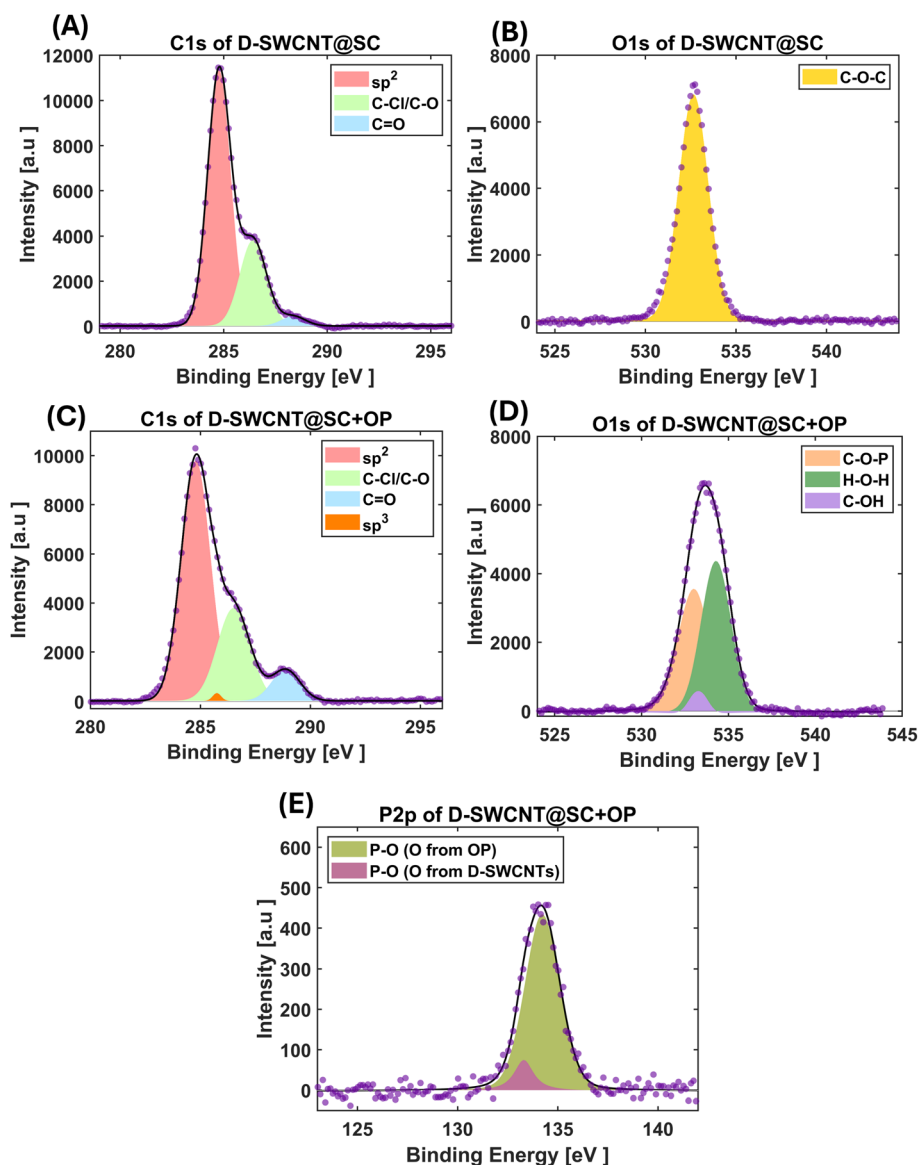 (A)
C1s of D-SWCNT@SC
12000
10000
8000
6000
4000
2000
0
280 285 290 295
Intensity [a.u ]
Binding Energy [eV ]
sp²
C-Cl/C-O
C=O
(B)
O1s of D-SWCNT@SC
8000
6000
4000
2000
0
525 530 535 540
Intensity [a.u ]
Binding Energy [eV ]
C-O-C
(C)
C1s of D-SWCNT@SC+OP
10000
8000
6000
4000
2000
0
280 285 290 295
Intensity [a.u ]
Binding Energy [eV ]
sp²
C-Cl/C-O
C=O
sp³
(D)
O1s of D-SWCNT@SC+OP
8000
6000
4000
2000
0
525 530 535 540 545
Intensity [a.u ]
Binding Energy [eV ]
C-O-P
H-O-H
C-OH
(E)
P2p of D-SWCNT@SC+OP
600
500
400
300
200
100
0
125 130 135 140
Intensity [a.u ]
Binding Energy [eV ]
P-O (O from OP)
P-O (O from D-SWCNTs)